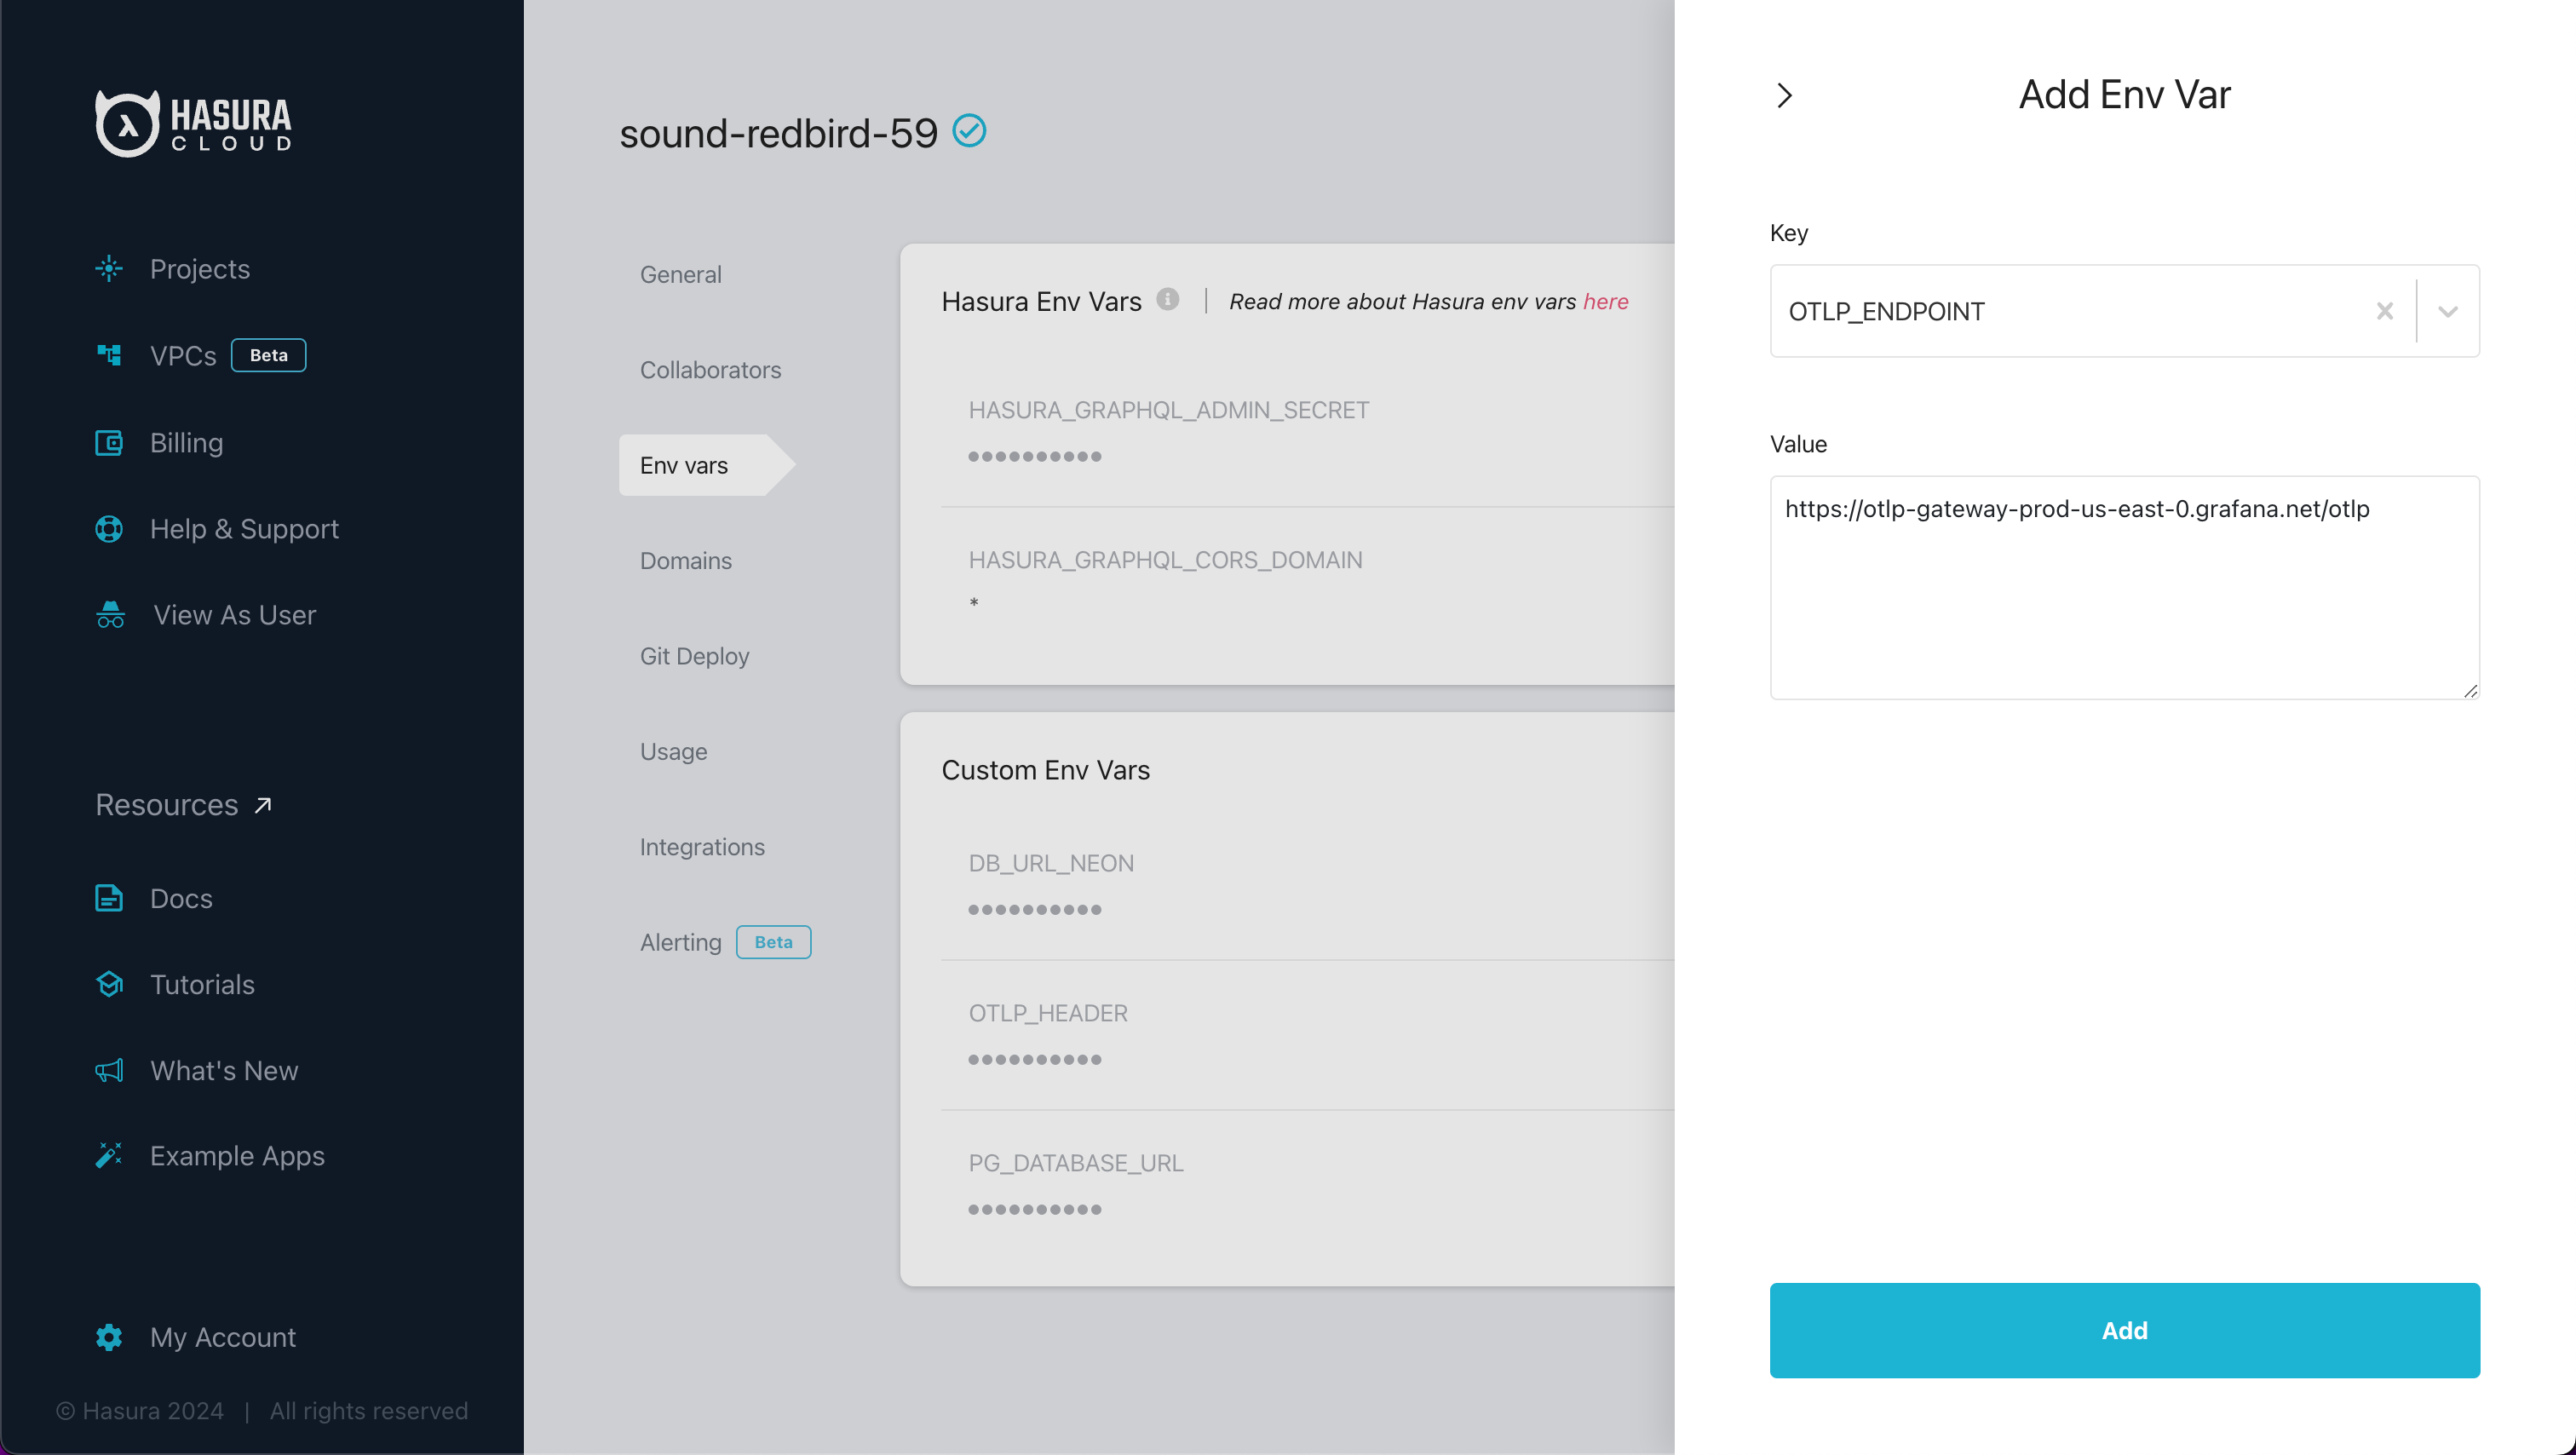 HASURA
CLOUD
Projects
VPCs Beta
Billing
Help & Support
View As User
Resources
Docs
Tutorials
What's New
Example Apps
My Account
© Hasura 2024 | All rights reserved
sound-redbird-59
General
Collaborators
Env vars
Domains
Git Deploy
Usage
Integrations
Alerting Beta
Hasura Env Vars | Read more about Hasura env vars here
HASURA_GRAPHQL_ADMIN_SECRET
••••••••••
HASURA_GRAPHQL_CORS_DOMAIN
*
Custom Env Vars
DB_URL_NEON
••••••••••
OTLP_HEADER
••••••••••
PG_DATABASE_URL
••••••••••
Add Env Var
Key
OTLP_ENDPOINT
Value
https://otlp-gateway-prod-us-east-0.grafana.net/otlp
Add